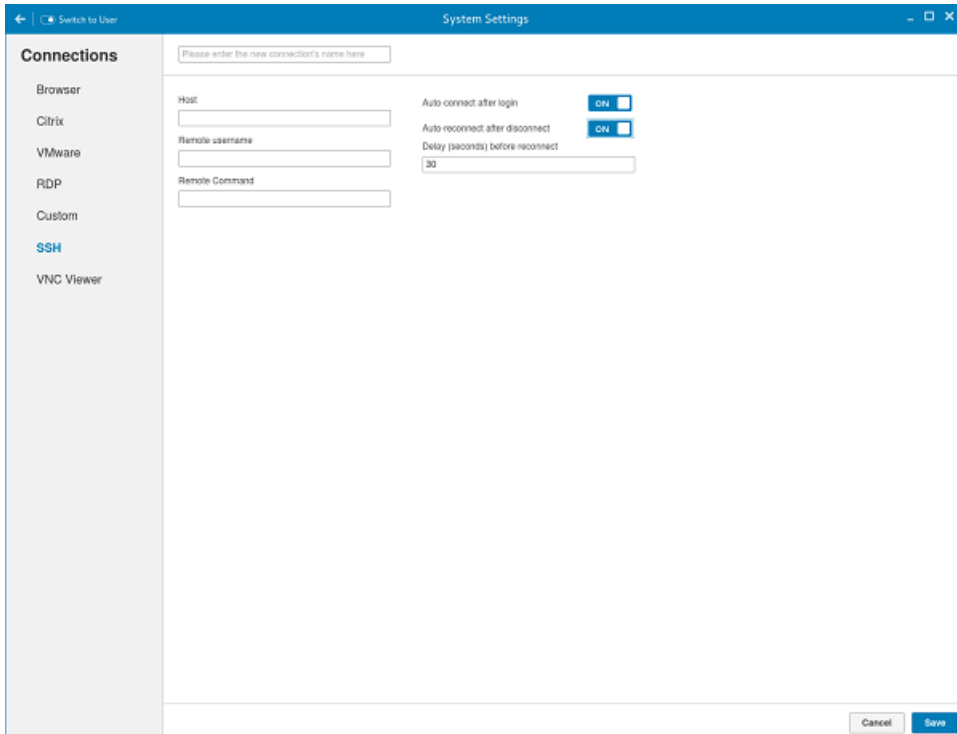 Switch to User
System Settings
Connections
Please enter the new connection's name here
Browser
Citrix
VMware
RDP
Custom
SSH
VNC Viewer
Host
Remote username
Remote Command
Auto connect after login
ON
Auto reconnect after disconnect
ON
Delay (seconds) before reconnect
30
Cancel
Save